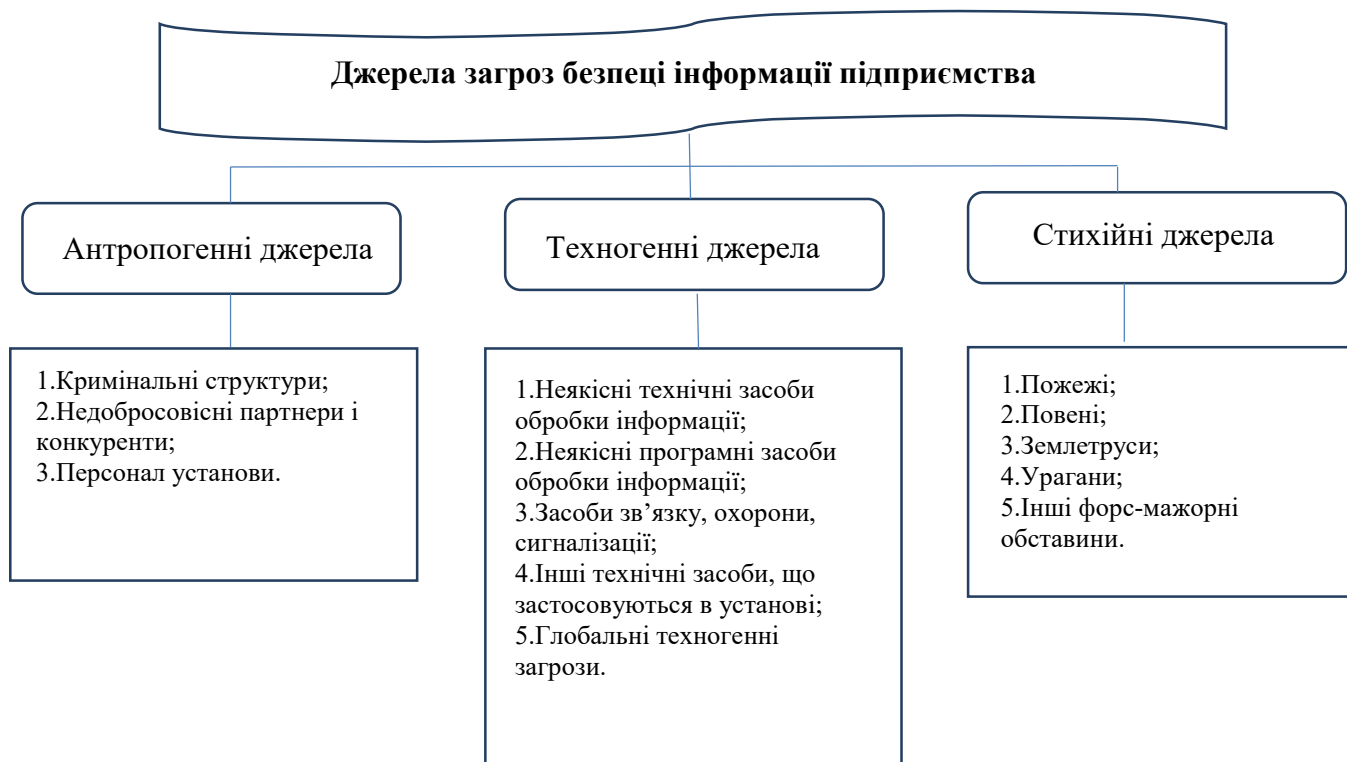 Джерела загроз безпеці інформації підприємства
Антропогенні джерела
1.Кримінальні структури;
2.Недобросовісні партнери і
конкуренти;
3.Персонал установи.
Техногенні джерела
1.Неякісні технічні засоби
обробки інформації;
2.Неякісні програмні засоби
обробки інформації;
3.Засоби зв’язку, охорони,
сигналізації;
4.Інші технічні засоби, що
застосовуються в установі;
5.Глобальні техногенні
загрози.
Стихійні джерела
1.Пожежі;
2.Повені;
3.Землетруси;
4.Урагани;
5.Інші форс-мажорні
обставини.